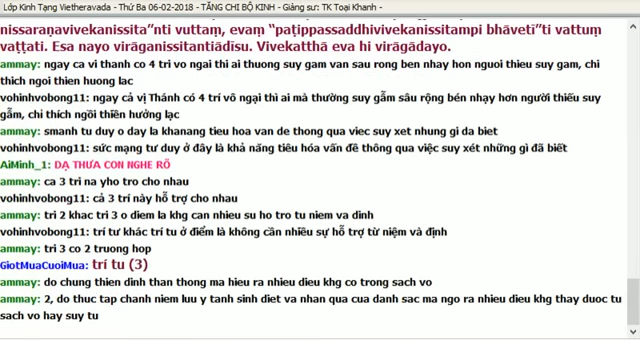 Lớp Kinh Tạng Vietheravada - Thứ Ba 06-02-2018 - TĂNG CHI BỘ KINH - Giảng sư: TK Toại Khanh -
nissaraṇavivekanissita”nti vuttaṃ, evaṃ “paṭippassaddhivivekanissitampi bhāvetī”ti vattuṃ
vaṭṭati. Esa nayo virāganissitantiādīsu. Vivekatthā eva hi virāgādayo.
ammay: ngay ca vi thanh co 4 tri vo ngai thi ai thuong suy gam van sau rong ben nhay hon nguoi thieu suy gam, chi
thich ngoi thien huong lac
vohinhvobong11: ngay cả vị Thánh có 4 trí vô ngại thì ai mà thường suy gẫm sâu rộng bén nhạy hơn người thiếu suy
gẫm, chỉ thích ngồi thiền hưởng lạc
ammay: smanh tu duy o day la khanang tieu hoa van de thong qua viec suy xet nhung gi da biet
vohinhvobong11: sức mạng tư duy ở đây là khả năng tiêu hóa vấn đề thông qua việc suy xét những gì đã biết
AiMinh_1: DẠ THƯA CON NGHE RÕ
ammay: ca 3 tri na yho tro cho nhau
vohinhvobong11: cả 3 trí này hỗ trợ cho nhau
ammay: tri 2 khac tri 3 o diem la khg can nhieu su ho tro tu niem va dinh
vohinhvobong11: trí tư khác trí tu ở điểm là không cần nhiều sự hỗ trợ từ niệm và định
ammay: tri 3 co 2 truong hop
GiotMuaCuoiMua: trí tu (3)
ammay: do chung thien dinh than thong ma hieu ra nhieu dieu khg co trong sach vo
ammay: 2, do thuc tap chanh niem luu y tanh sinh diet va nhan qua cua danh sac ma ngo ra nhieu dieu khg thay duoc tu
sach vo hay suy tu